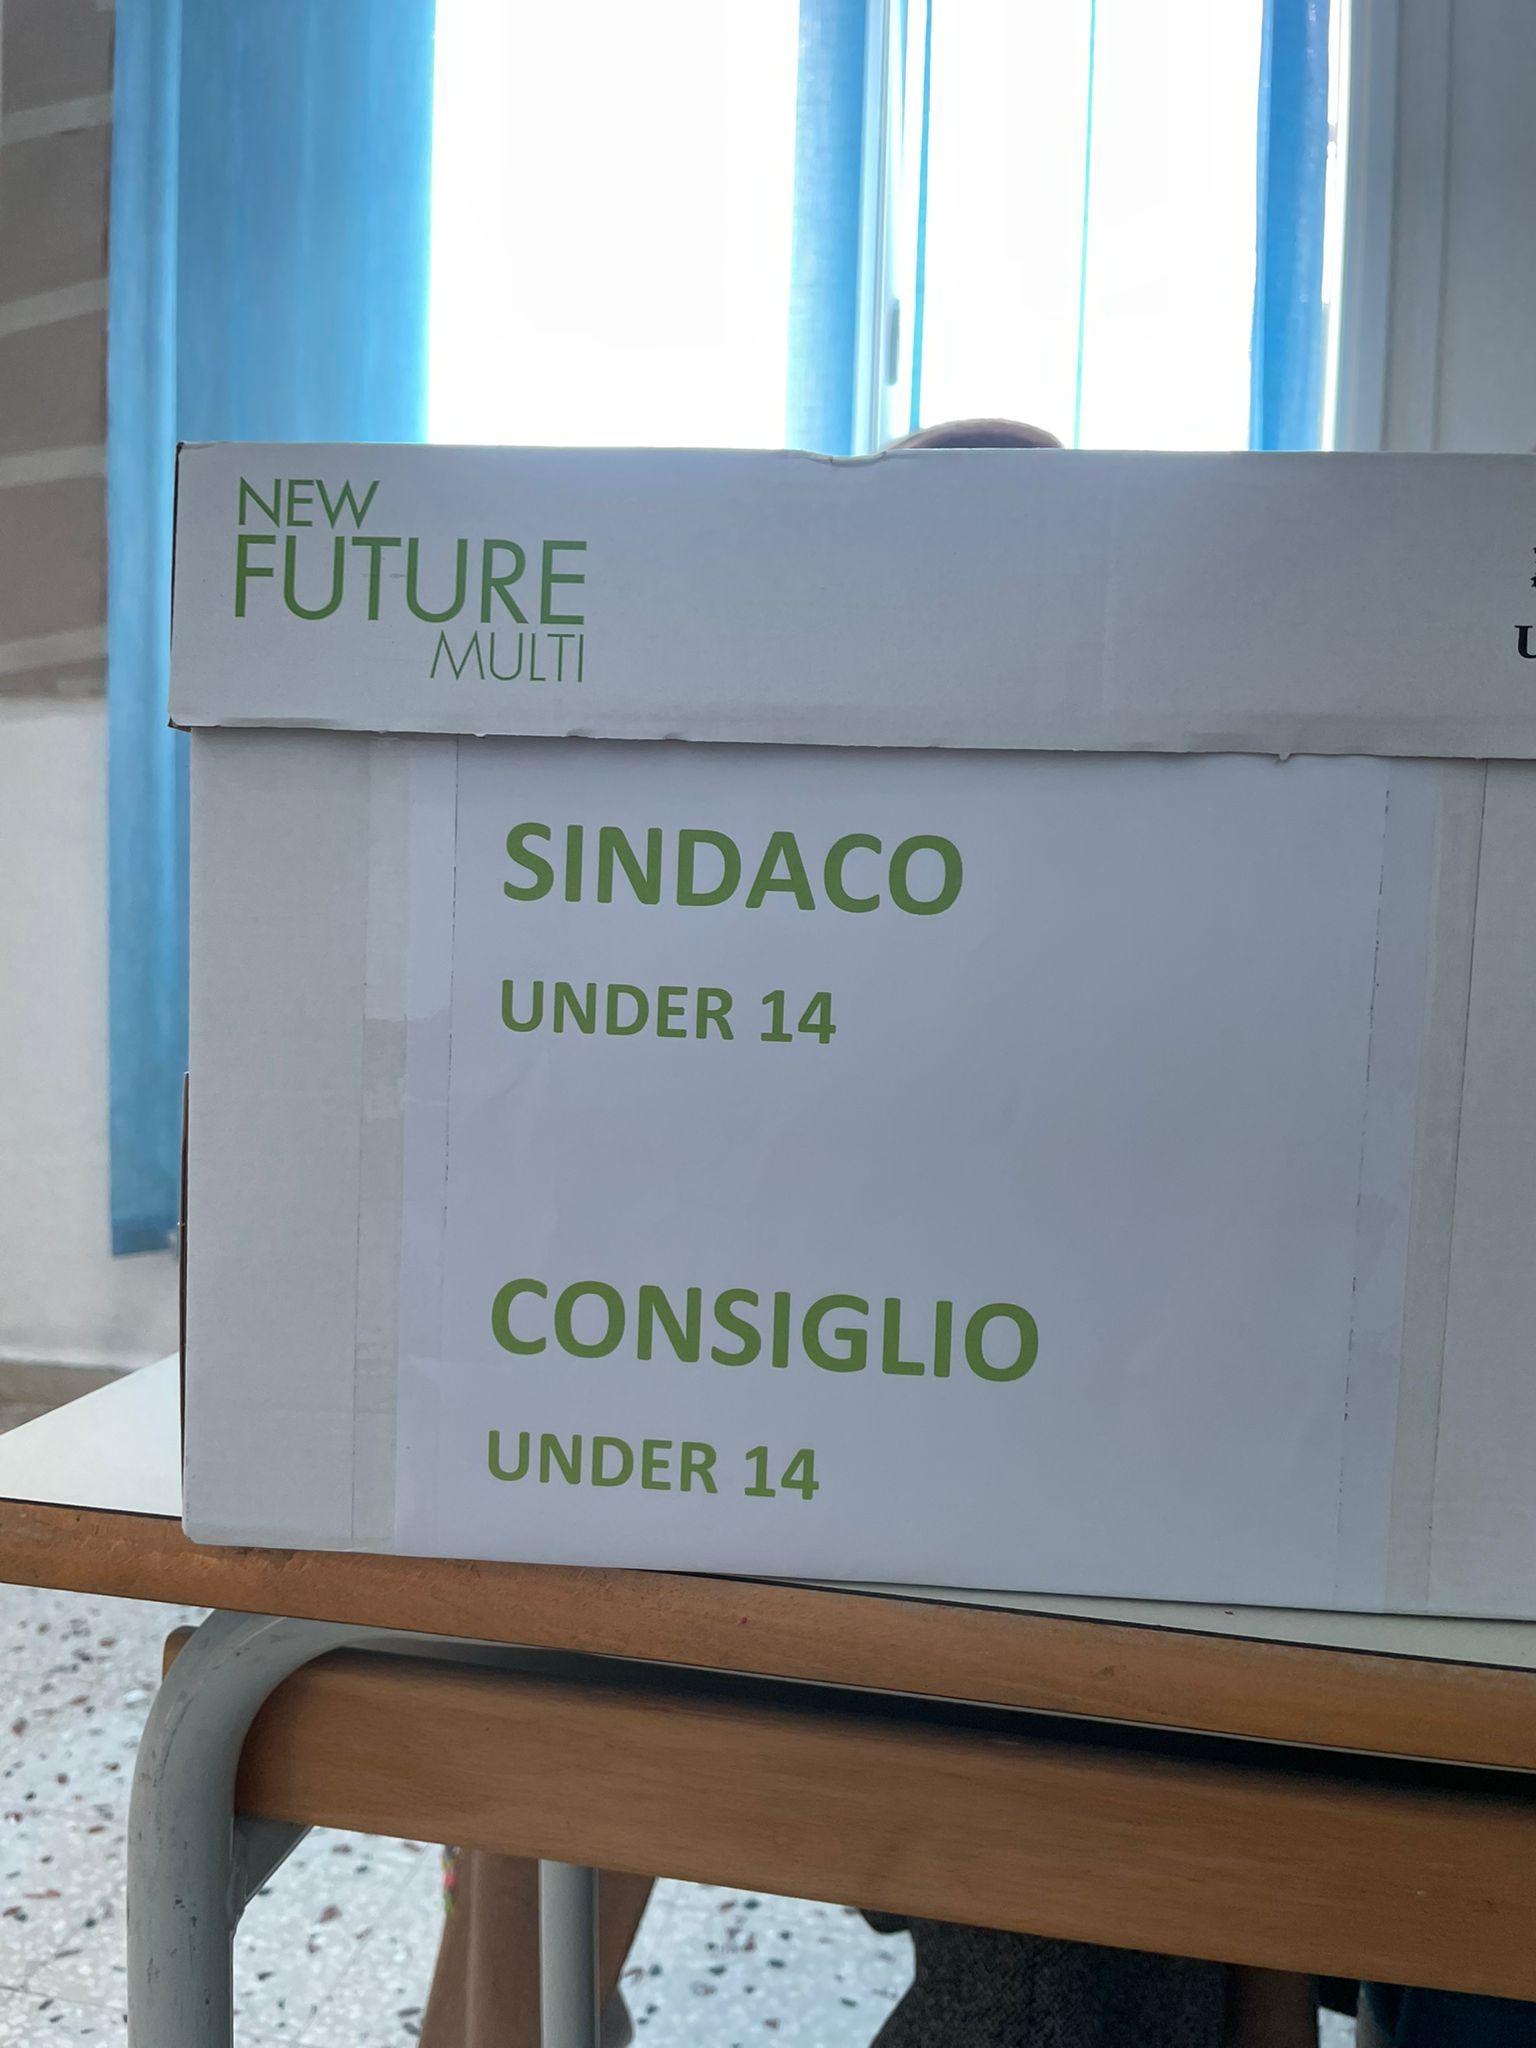 NEW
FUTURE
MULTI
SINDACO
UNDER 14
CONSIGLIO
UNDER 14